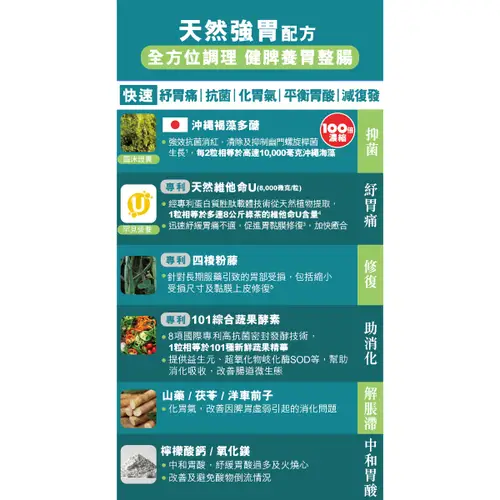 天然強胃配方
全方位調理 健脾養胃整腸
快速 紓胃痛|抗菌|化胃氣|平衡胃酸|減復發
沖繩褐藻多醣
100倍濃縮
抑菌
臨床證實
• 強效抗菌消紅,清除及抑制幽門螺旋桿菌
生長¹,每2粒相等於高達10,000毫克沖繩海藻
專利 天然維他命U(8,000微克/粒)
紓胃痛
罕見營養
• 經專利蛋白質胜肽載體技術從天然植物提取,
1粒相等於多達8公斤綠茶的維他命U含量⁴
• 迅速紓緩胃痛不適,促進胃黏膜修復³,加快癒合
專利 四稜粉藤
修復
• 針對長期服藥引致的胃部受損,包括縮小
受損尺寸及黏膜上皮修復⁵
專利 101綜合蔬果酵素
助消化
• 8項國際專利高抗菌密封發酵技術,
1粒相等於101種新鮮蔬果精華
• 提供益生元、超氧化物岐化酶SOD等,幫助
消化吸收,改善腸道微生態
山藥 / 茯苓 / 洋車前子
解脹滯
• 化胃氣,改善因脾胃虛弱引起的消化問題
檸檬酸鈣 / 氧化鎂
中和胃酸
• 中和胃酸,紓緩胃酸過多及火燒心
• 改善及避免酸物倒流情況